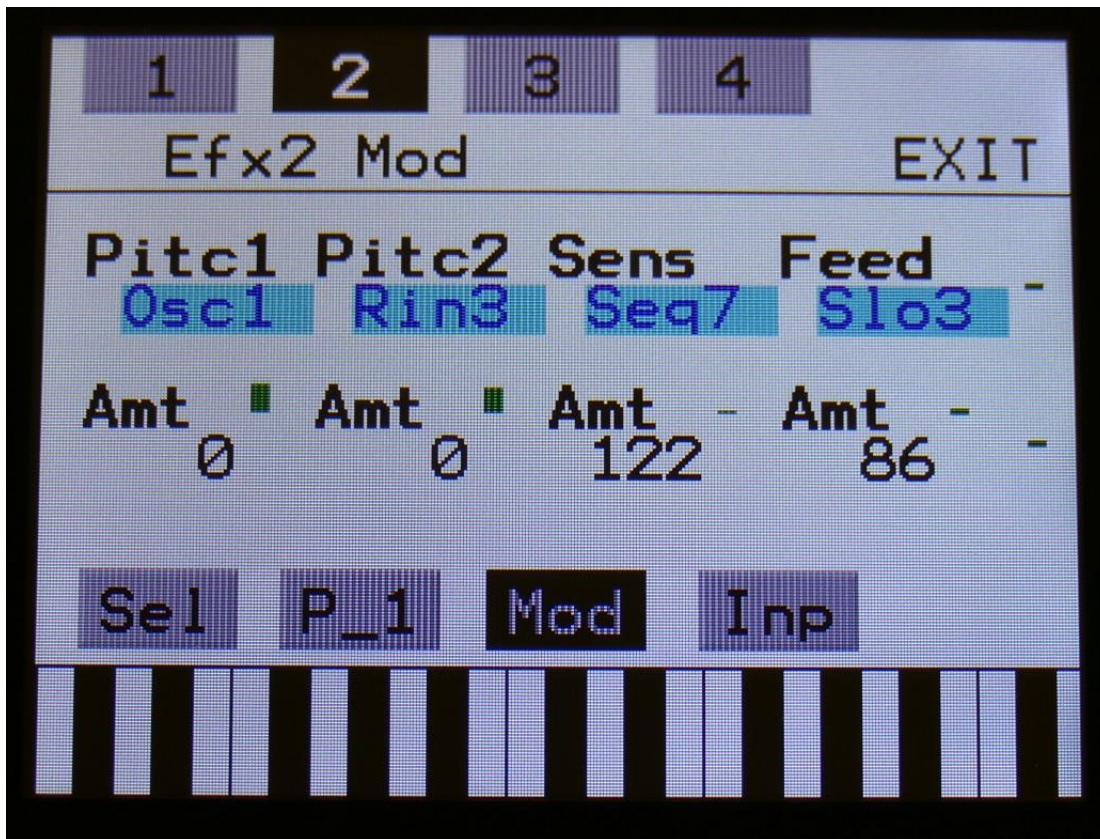 1 2 3 4
Efx2 Mod EXIT
Pitc1 Pitc2 Sens Feed
Osc1 Rin3 Seq7 Slo3
Amt Amt Amt Amt
0 0 122 86
Sel P_1 Mod Inp